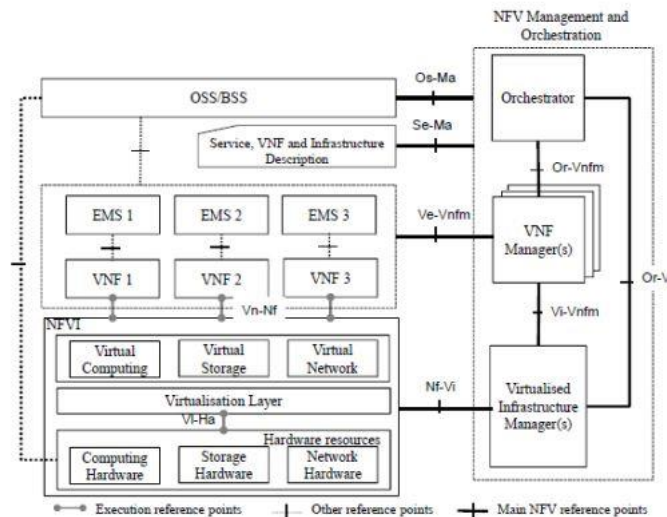 NFV Management and
Orchestration
Os-Ma
OSS/BSS
Orchestrator
Se-Ma
Service, VNF and Infrastructure
Description
Or-Vnfm
EMS 1
EMS 2
EMS 3
Ve-Vnfm
VNF
Manager(s)
VNF 1
VNF 2
VNF 3
Or-V
Vn-Nf
Vi-Vnfm
NFVI
Virtual
Computing
Virtual
Storage
Virtual
Network
Nf-Vi
Virtualised
Infrastructure
Manager(s)
Virtualisation Layer
Vl-Ha
Hardware resources
Computing
Hardware
Storage
Hardware
Network
Hardware
Execution reference points
Other reference points
Main NFV reference points